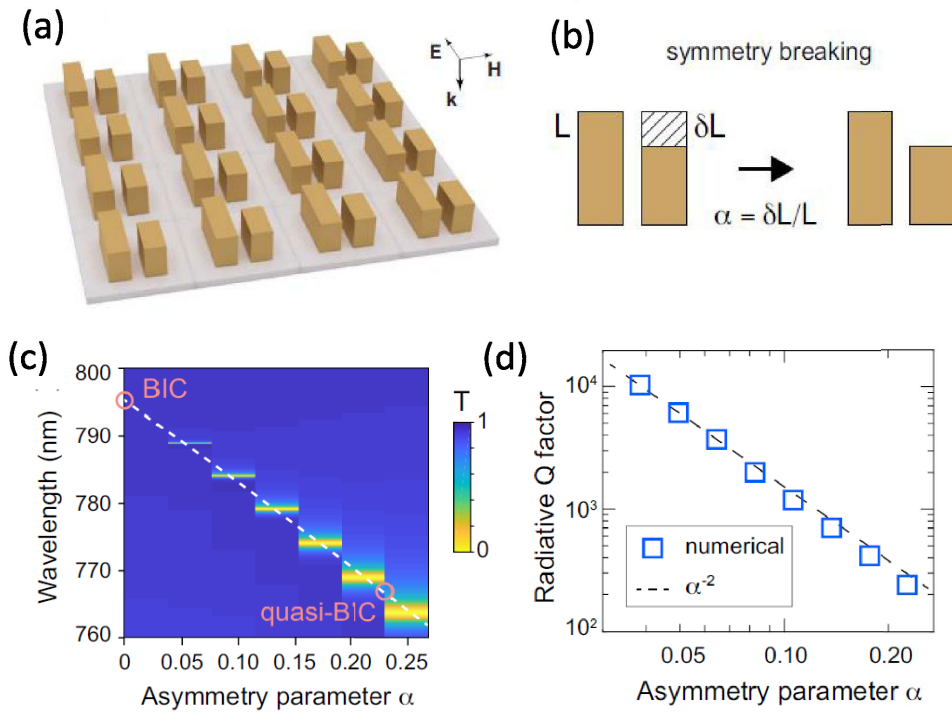 (a)
E
H
k
(b)
symmetry breaking
L
δL
α = δL/L
(c)
Wavelength (nm)
800
790
780
770
760
BIC
quasi-BIC
T
1
0
0 0.05 0.10 0.15 0.20 0.25
Asymmetry parameter α
(d)
Radiative Q factor
10⁴
10³
10²
numerical
α⁻²
0.05 0.10 0.20
Asymmetry parameter α